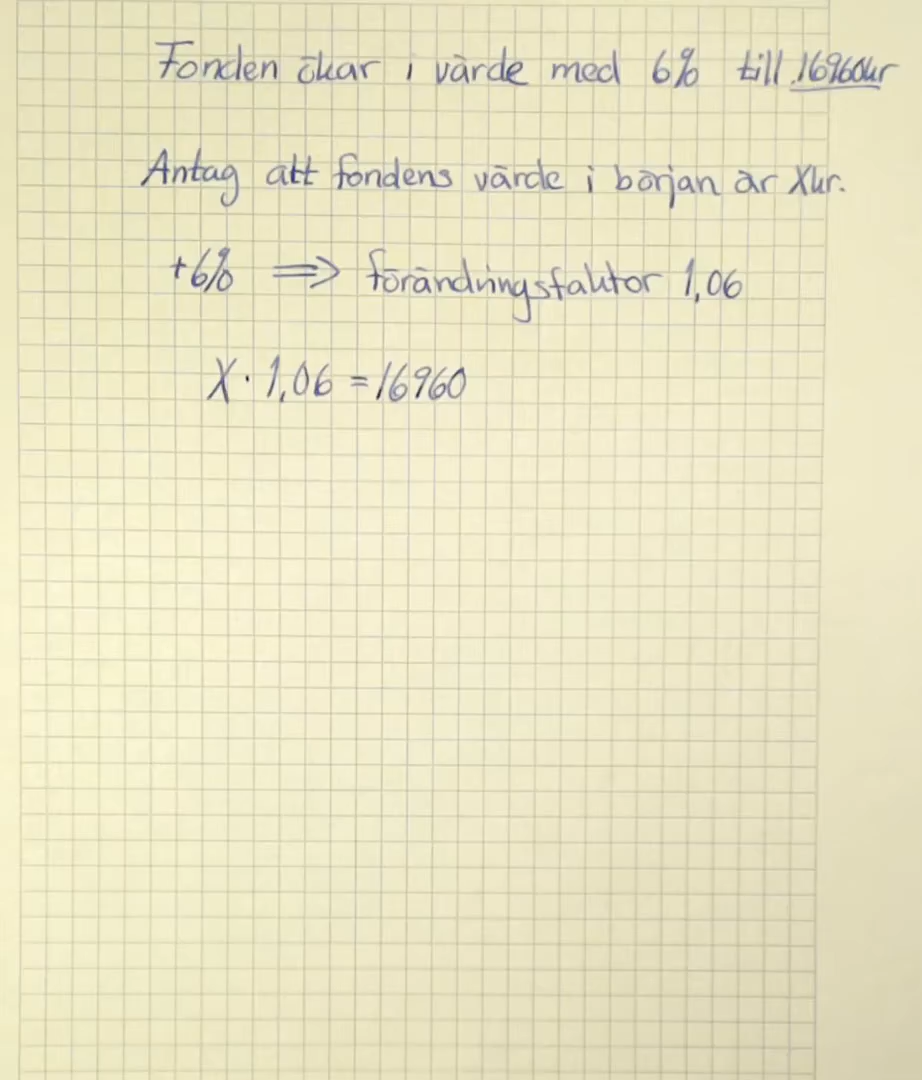 Fonden ökar i värde med 6% till 16960kr
Antag att fondens värde i början är Xkr.
+6% ⟹ förändringsfaktor 1,06
X · 1,06 = 16960